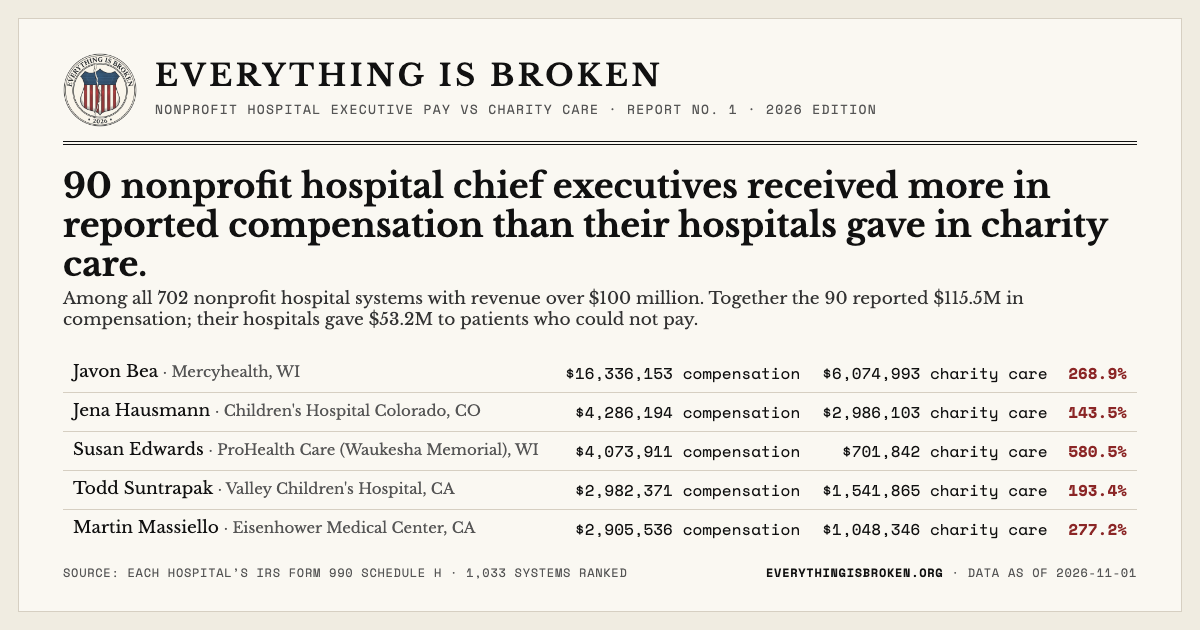 EVERYTHING IS BROKEN
2026
EVERYTHING IS BROKEN
NONPROFIT HOSPITAL EXECUTIVE PAY VS CHARITY CARE · REPORT NO. 1 · 2026 EDITION
90 nonprofit hospital chief executives received more in
reported compensation than their hospitals gave in charity
care.
Among all 702 nonprofit hospital systems with revenue over $100 million. Together the 90 reported $115.5M in
compensation; their hospitals gave $53.2M to patients who could not pay.
Javon Bea · Mercyhealth, WI $16,336,153 compensation $6,074,993 charity care 268.9%
Jena Hausmann · Children's Hospital Colorado, CO $4,286,194 compensation $2,986,103 charity care 143.5%
Susan Edwards · ProHealth Care (Waukesha Memorial), WI $4,073,911 compensation $701,842 charity care 580.5%
Todd Suntrapak · Valley Children's Hospital, CA $2,982,371 compensation $1,541,865 charity care 193.4%
Martin Massiello · Eisenhower Medical Center, CA $2,905,536 compensation $1,048,346 charity care 277.2%
SOURCE: EACH HOSPITAL’S IRS FORM 990 SCHEDULE H · 1,033 SYSTEMS RANKED
EVERYTHINGISBROKEN.ORG · DATA AS OF 2026-11-01